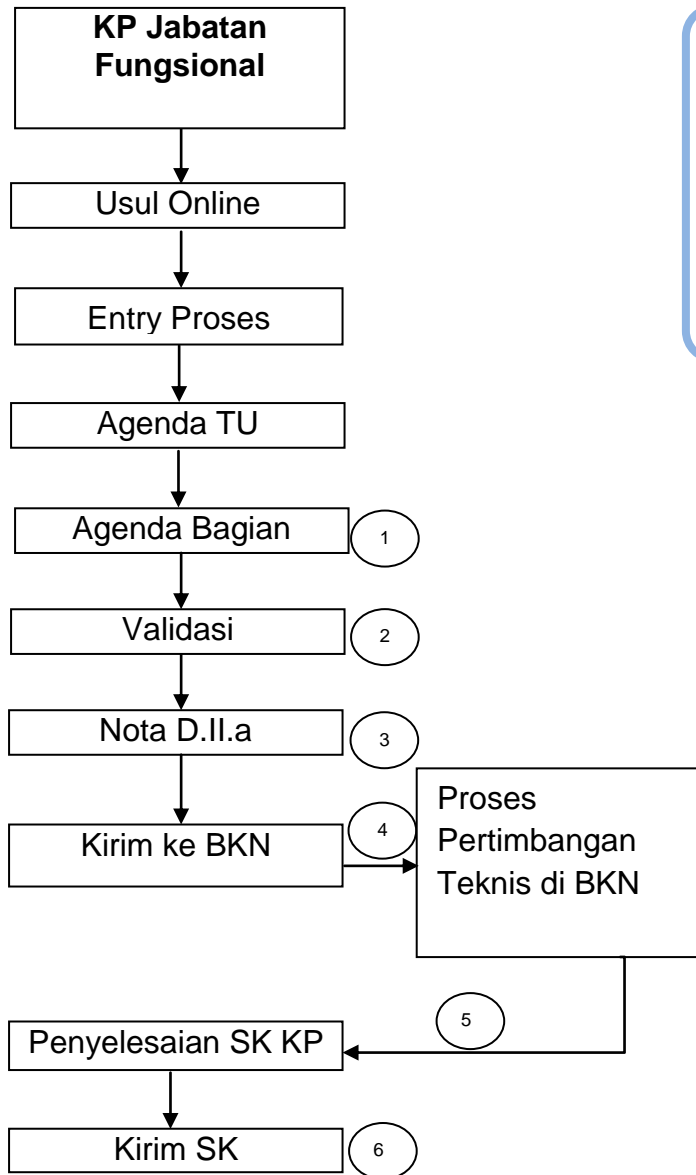 KP Jabatan
Fungsional
Usul Online
Entry Proses
Agenda TU
Agenda Bagian
1
Validasi
2
Nota D.II.a
3
Kirim ke BKN
4
Proses
Pertimbangan
Teknis di BKN
5
Penyelesaian SK KP
Kirim SK
6